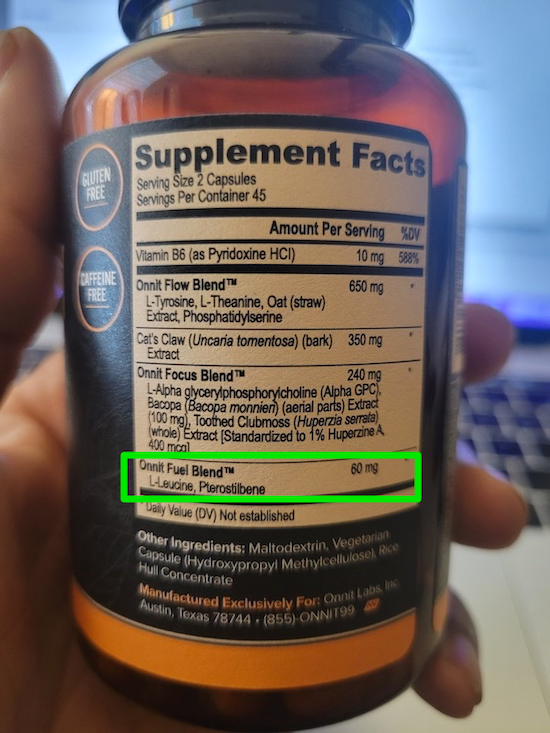 GLUTEN
FREE
CAFFEINE
FREE
Supplement Facts
Serving Size 2 Capsules
Servings Per Container 45
Amount Per Serving %DV
Vitamin B6 (as Pyridoxine HCl) 10 mg 588%
Onnit Flow Blend™ 650 mg *
L-Tyrosine, L-Theanine, Oat (straw)
Extract, Phosphatidylserine
Cat's Claw (Uncaria tomentosa) (bark) 350 mg *
Extract
Onnit Focus Blend™ 240 mg *
L-Alpha glycerylphosphorylcholine (Alpha GPC),
Bacopa (Bacopa monnieri) (aerial parts) Extract
(100 mg), Toothed Clubmoss (Huperzia serrata)
(whole) Extract [Standardized to 1% Huperzine A,
400 mcg]
Onnit Fuel Blend™ 60 mg *
L-Leucine, Pterostilbene
* Daily Value (DV) Not established
Other Ingredients: Maltodextrin, Vegetarian
Capsule (Hydroxypropyl Methylcellulose), Rice
Hull Concentrate
Manufactured Exclusively For: Onnit Labs, Inc.
Austin, Texas 78744 • (855)-ONNIT99